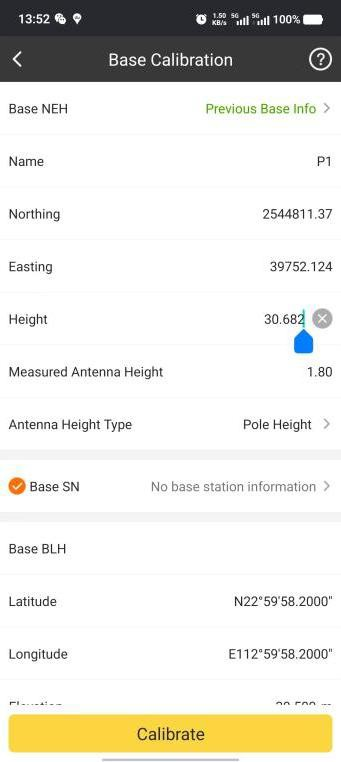 13:52 1.50 KB/s 5G 5G 100%
Base Calibration
Base NEH Previous Base Info
Name P1
Northing 2544811.37
Easting 39752.124
Height 30.682
Measured Antenna Height 1.80
Antenna Height Type Pole Height
Base SN No base station information
Base BLH
Latitude N22°59'58.2000"
Longitude E112°59'58.2000"
Calibrate